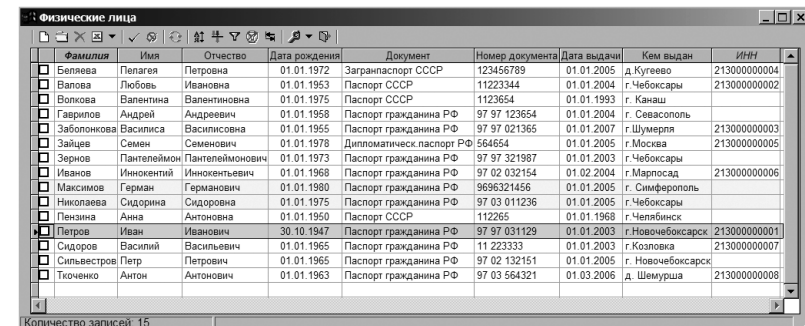 Физические лица
Фамилия Имя Отчество Дата рождения Документ Номер документа Дата выдачи Кем выдан ИНН
Беляева Пелагея Петровна 01.01.1972 Загранпаспорт СССР 123456789 01.01.2005 д.Кугеево 213000000004
Валова Любовь Ивановна 01.01.1953 Паспорт СССР 11223344 01.01.2004 г.Чебоксары 213000000002
Волкова Валентина Валентиновна 01.01.1975 Паспорт СССР 1123654 01.01.1993 г. Канаш
Гаврилов Андрей Андреевич 01.01.1958 Паспорт гражданина РФ 97 97 123654 01.01.2004 г. Севасополь
Заболонкова Василиса Василисовна 01.01.1955 Паспорт гражданина РФ 97 97 021365 01.01.2007 г.Шумерля 213000000003
Зайцев Семен Семенович 01.01.1978 Дипломатическ.паспорт РФ 564654 01.01.2005 г.Москва 213000000005
Зернов Пантелеймон Пантелеймонович 01.01.1973 Паспорт гражданина РФ 97 97 321987 01.01.2003 г.Чебоксары
Иванов Иннокентий Иннокентьевич 01.01.1968 Паспорт гражданина РФ 97 02 032154 01.02.2004 г.Марпосад 213000000006
Максимов Герман Германович 01.01.1980 Паспорт гражданина РФ 9696321456 01.01.2005 г. Симферополь
Николаева Сидорина Сидоровна 01.01.1975 Паспорт гражданина РФ 97 03 011236 01.01.2005 г.Чебоксары
Пензина Анна Антоновна 01.01.1950 Паспорт СССР 112265 01.01.1968 г.Челябинск
Петров Иван Иванович 30.10.1947 Паспорт гражданина РФ 97 97 031129 01.01.2003 г.Новочебоксарск 213000000001
Сидоров Василий Васильевич 01.01.1965 Паспорт гражданина РФ 11 223333 01.01.2003 г.Козловка 213000000007
Сильвестров Петр Петрович 01.01.1965 Паспорт гражданина РФ 97 02 132151 01.01.2005 г. Новочебоксарск
Ткоченко Антон Антонович 01.01.1963 Паспорт гражданина РФ 97 03 564321 01.03.2006 д. Шемурша 213000000008
Количество записей: 15